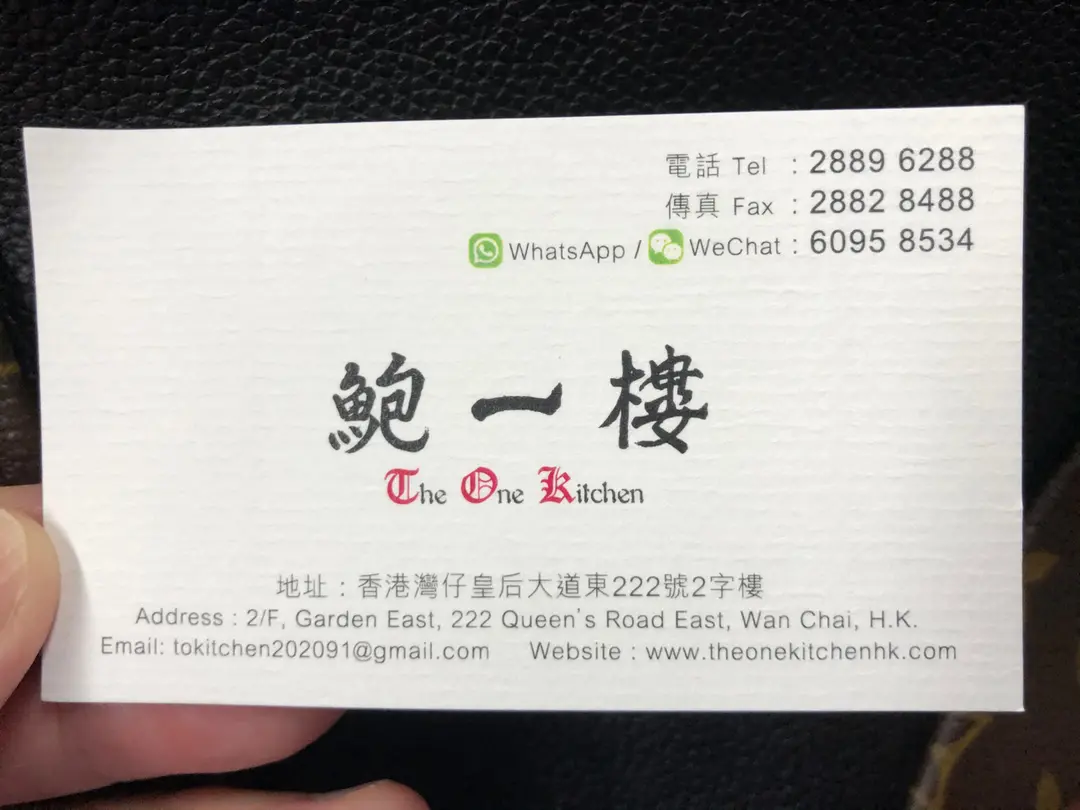 電話 Tel : 2889 6288
傳真 Fax : 2882 8488
WhatsApp / WeChat : 6095 8534
鮑一樓
The One Kitchen
地址 : 香港灣仔皇后大道東222號2字樓
Address : 2/F, Garden East, 222 Queen's Road East, Wan Chai, H.K.
Email: tokitchen202091@gmail.com Website : www.theonekitchenhk.com